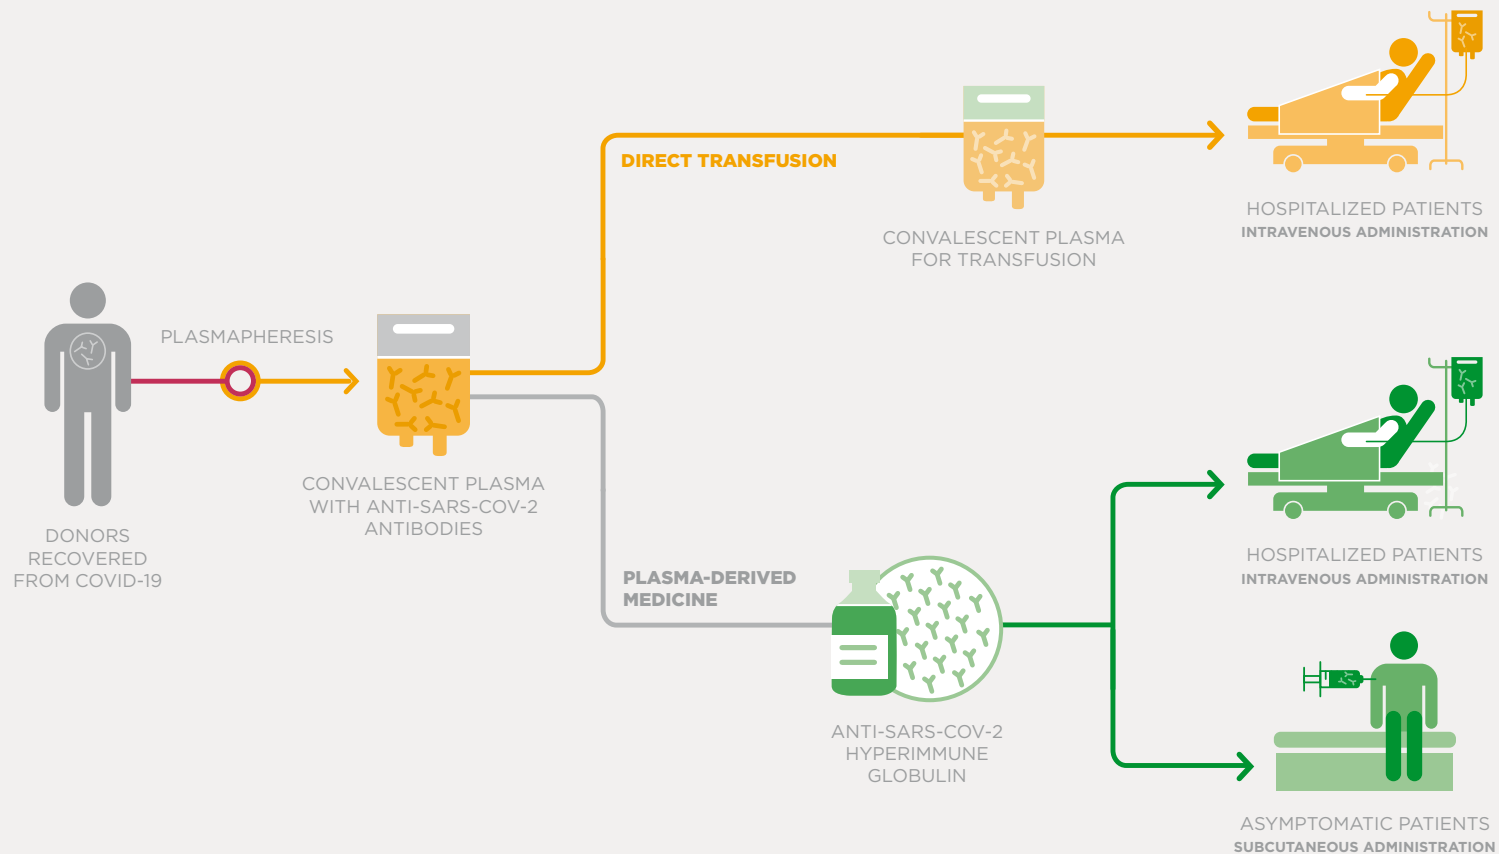 DIRECT TRANSFUSION
CONVALESCENT PLASMA
FOR TRANSFUSION
HOSPITALIZED PATIENTS
INTRAVENOUS ADMINISTRATION
PLASMAPHERESIS
DONORS
RECOVERED
FROM COVID-19
CONVALESCENT PLASMA
WITH ANTI-SARS-COV-2
ANTIBODIES
PLASMA-DERIVED
MEDICINE
ANTI-SARS-COV-2
HYPERIMMUNE
GLOBULIN
HOSPITALIZED PATIENTS
INTRAVENOUS ADMINISTRATION
ASYMPTOMATIC PATIENTS
SUBCUTANEOUS ADMINISTRATION